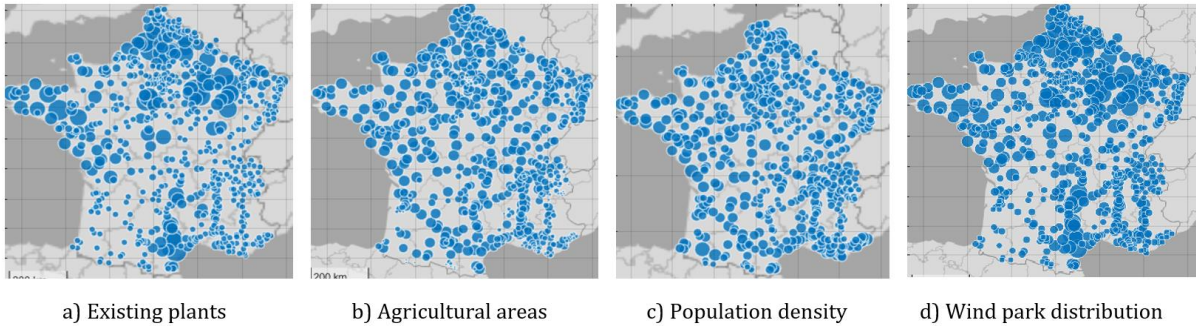 200 km
a) Existing plants
b) Agricultural areas
c) Population density
d) Wind park distribution